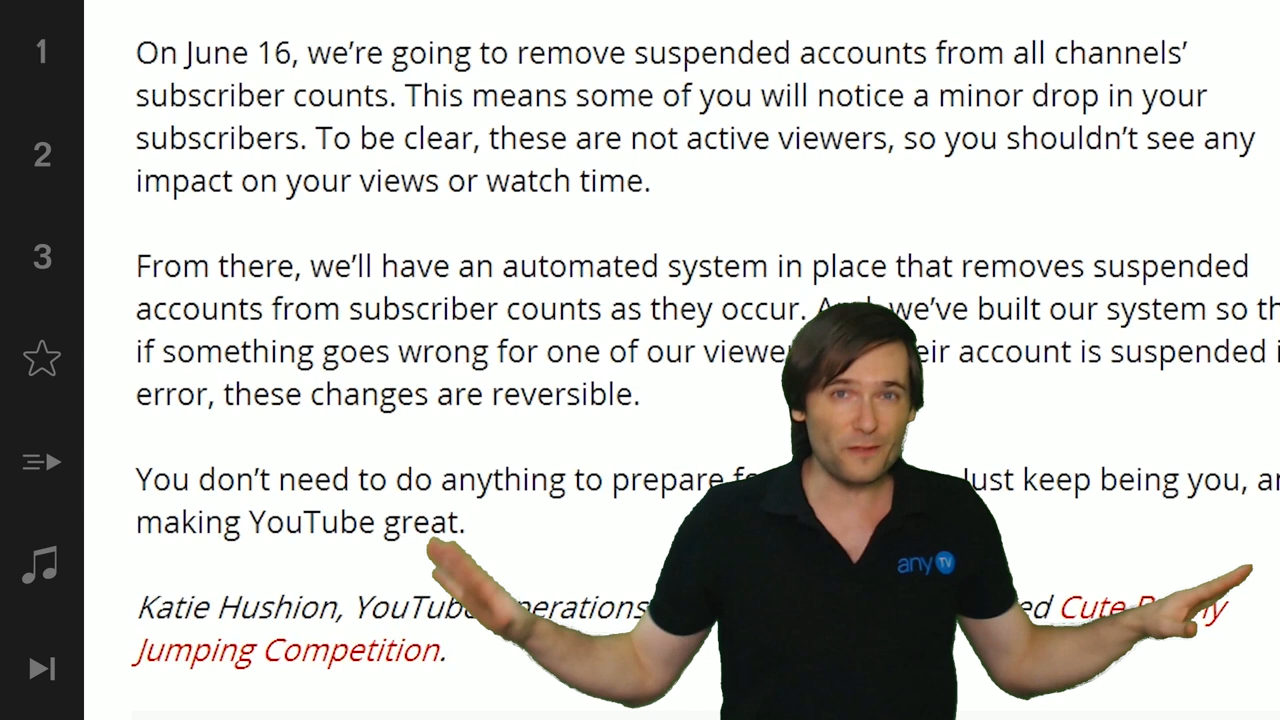 1
2
3
On June 16, we’re going to remove suspended accounts from all channels’
subscriber counts. This means some of you will notice a minor drop in your
subscribers. To be clear, these are not active viewers, so you shouldn’t see any
impact on your views or watch time.
From there, we’ll have an automated system in place that removes suspended
accounts from subscriber counts as they occur. we’ve built our system so
if something goes wrong for one of our account is suspended
error, these changes are reversible.
You don’t need to do anything to prepare Just keep being you,
making YouTube great.
Katie Hushion, YouTube Cute
Jumping Competition.
any TV